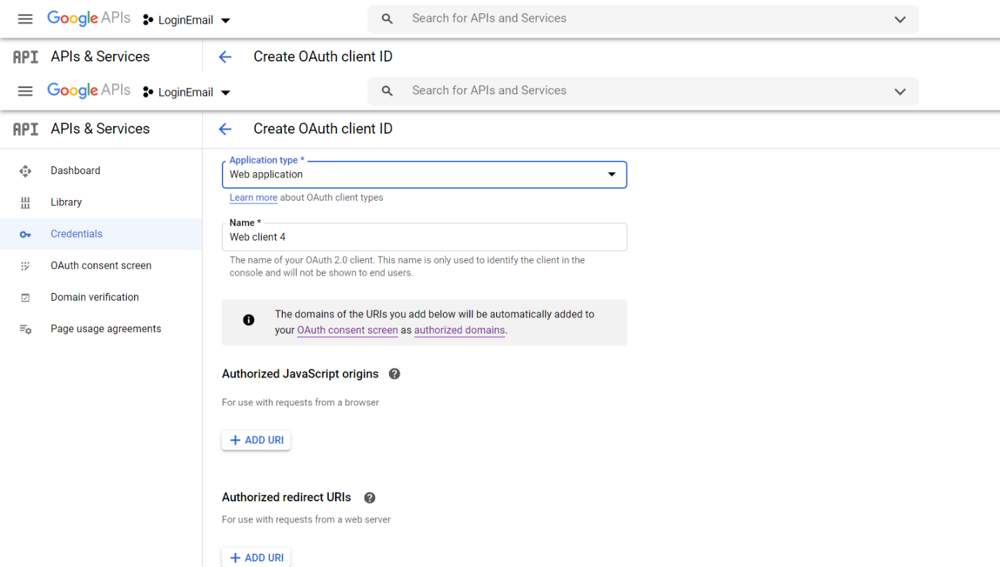 Google APIs LoginEmail Search for APIs and Services
API APIs & Services Create OAuth client ID
Google APIs LoginEmail Search for APIs and Services
API APIs & Services Create OAuth client ID
Dashboard
Library
Credentials
OAuth consent screen
Domain verification
Page usage agreements
Application type *
Web application
Learn more about OAuth client types
Name *
Web client 4
The name of your OAuth 2.0 client. This name is only used to identify the client in the
console and will not be shown to end users.
The domains of the URIs you add below will be automatically added to
your OAuth consent screen as authorized domains.
Authorized JavaScript origins
For use with requests from a browser
ADD URI
Authorized redirect URIs
For use with requests from a web server
ADD URI